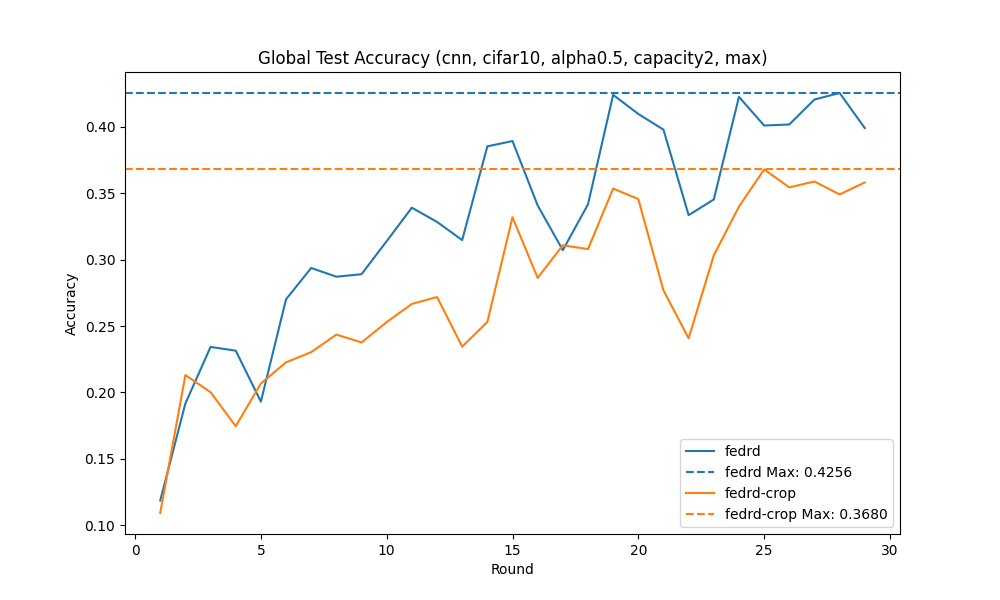 Global Test Accuracy (cnn, cifar10, alpha0.5, capacity2, max)
Accuracy
0.40
0.35
0.30
0.25
0.20
0.15
0.10
fedrd
fedrd Max: 0.4256
fedrd-crop
fedrd-crop Max: 0.3680
0 5 10 15 20 25 30
Round